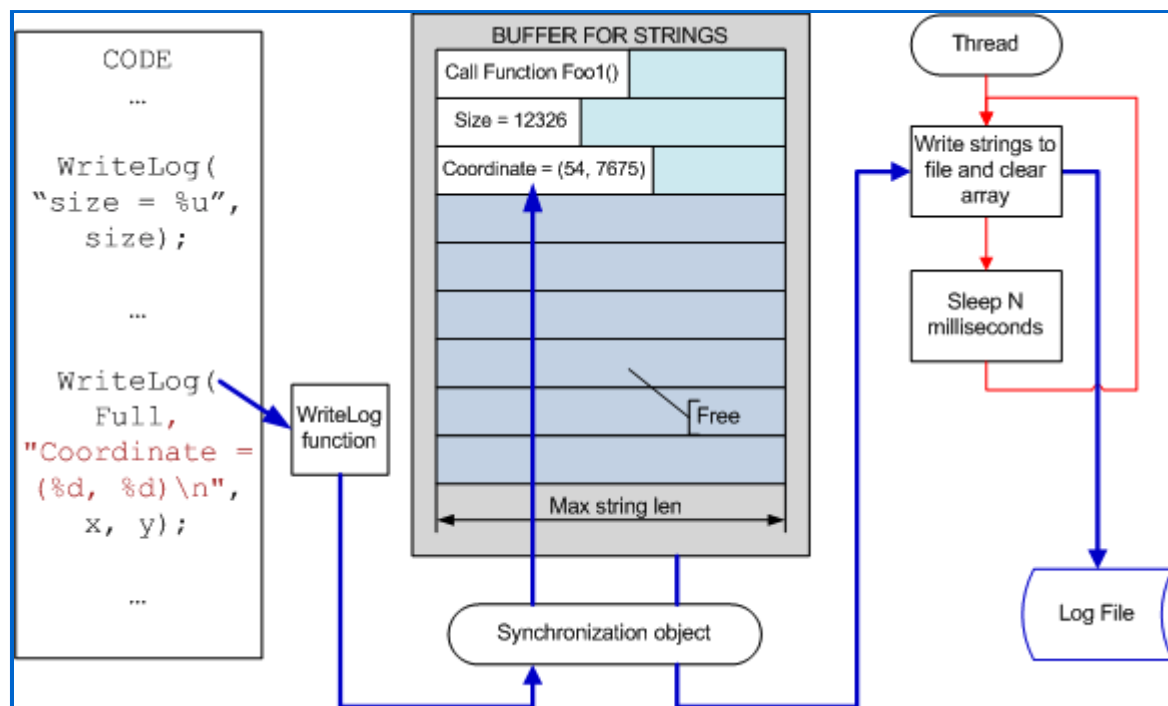 CODE
…
WriteLog(
“size = %u”,
size);
…
WriteLog(
Full,
"Coordinate =
(%d, %d)\n",
x, y);
…
WriteLog
function
BUFFER FOR STRINGS
Call Function Foo1()
Size = 12326
Coordinate = (54, 7675)
Free
Max string len
Synchronization object
Thread
Write strings to
file and clear
array
Sleep N
milliseconds
Log File